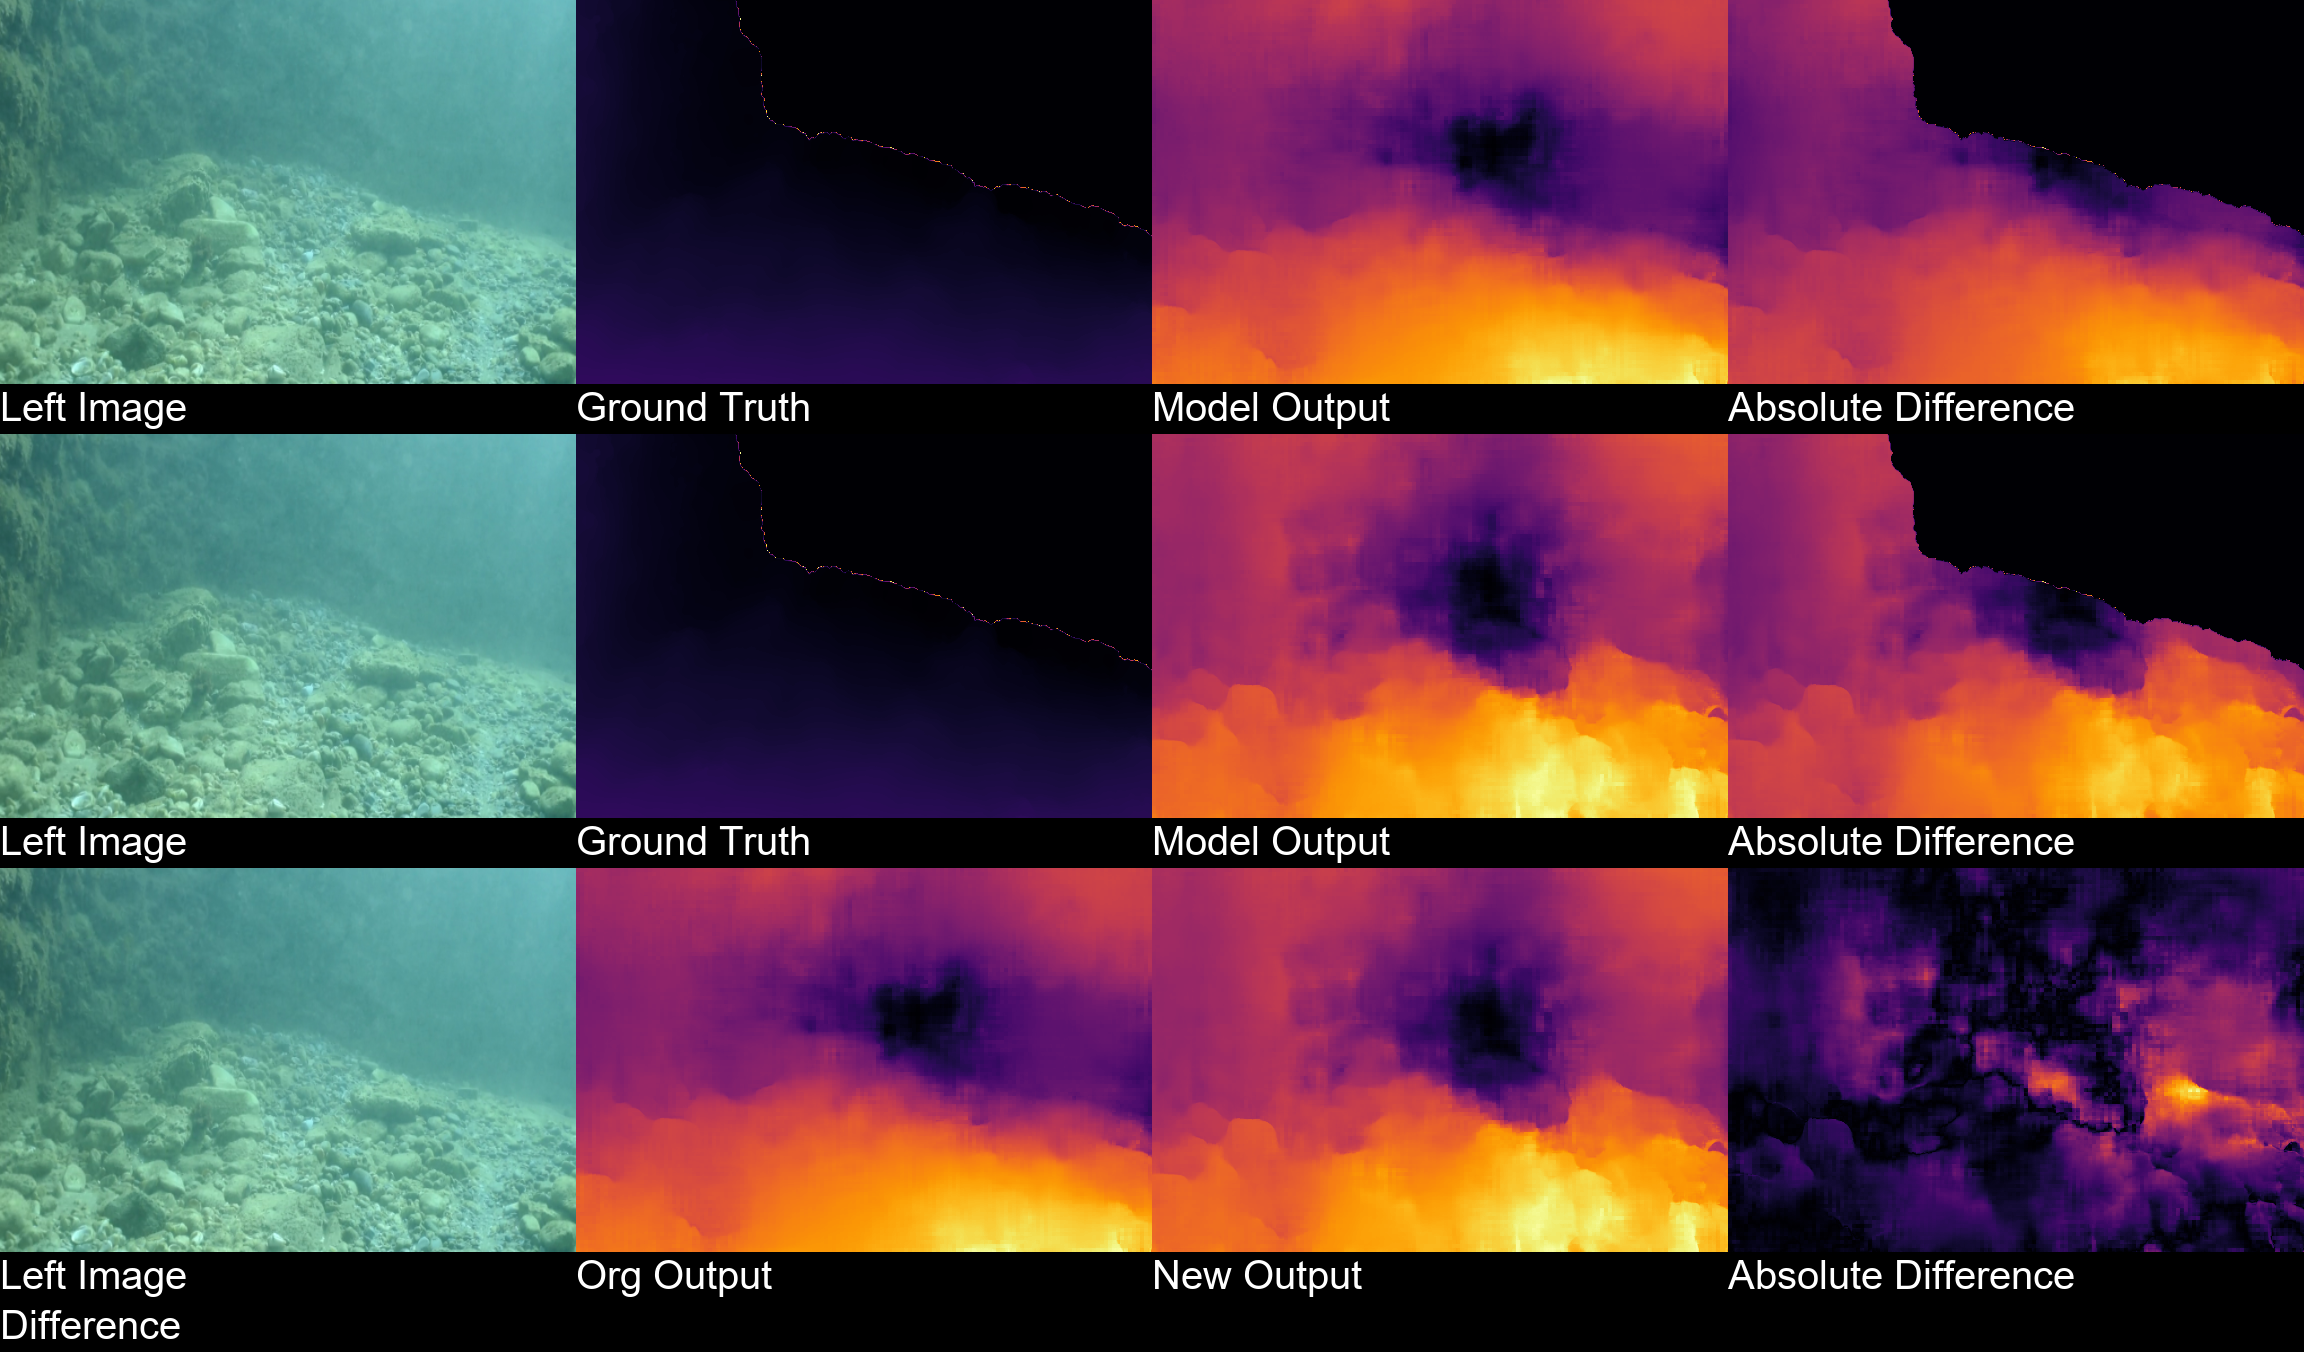 Left Image
Ground Truth
Model Output
Absolute Difference
Left Image
Ground Truth
Model Output
Absolute Difference
Left Image
Org Output
New Output
Absolute Difference
Difference